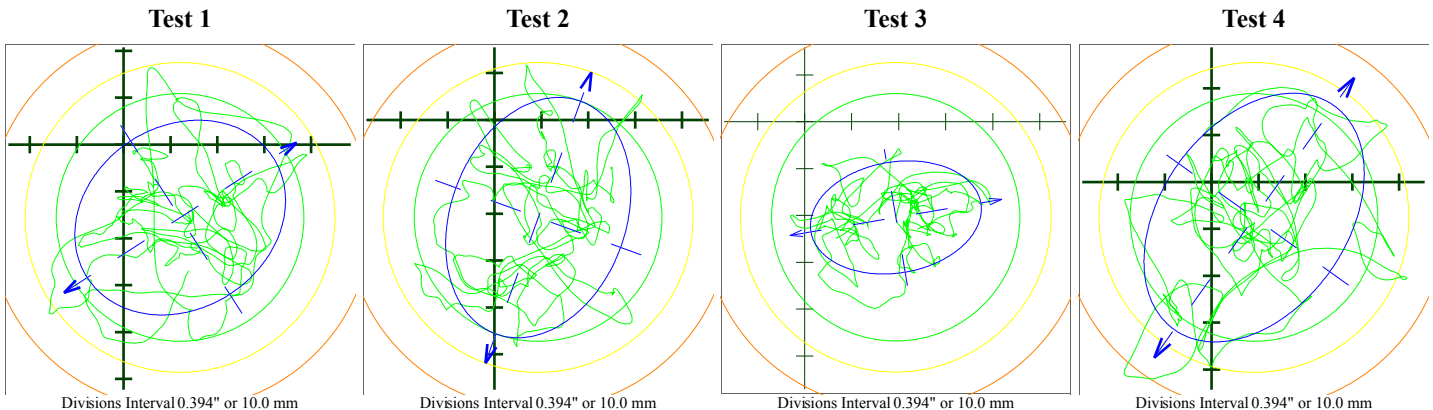 Test 1
Test 2
Test 3
Test 4
Divisions Interval 0.394" or 10.0 mm
Divisions Interval 0.394" or 10.0 mm
Divisions Interval 0.394" or 10.0 mm
Divisions Interval 0.394" or 10.0 mm